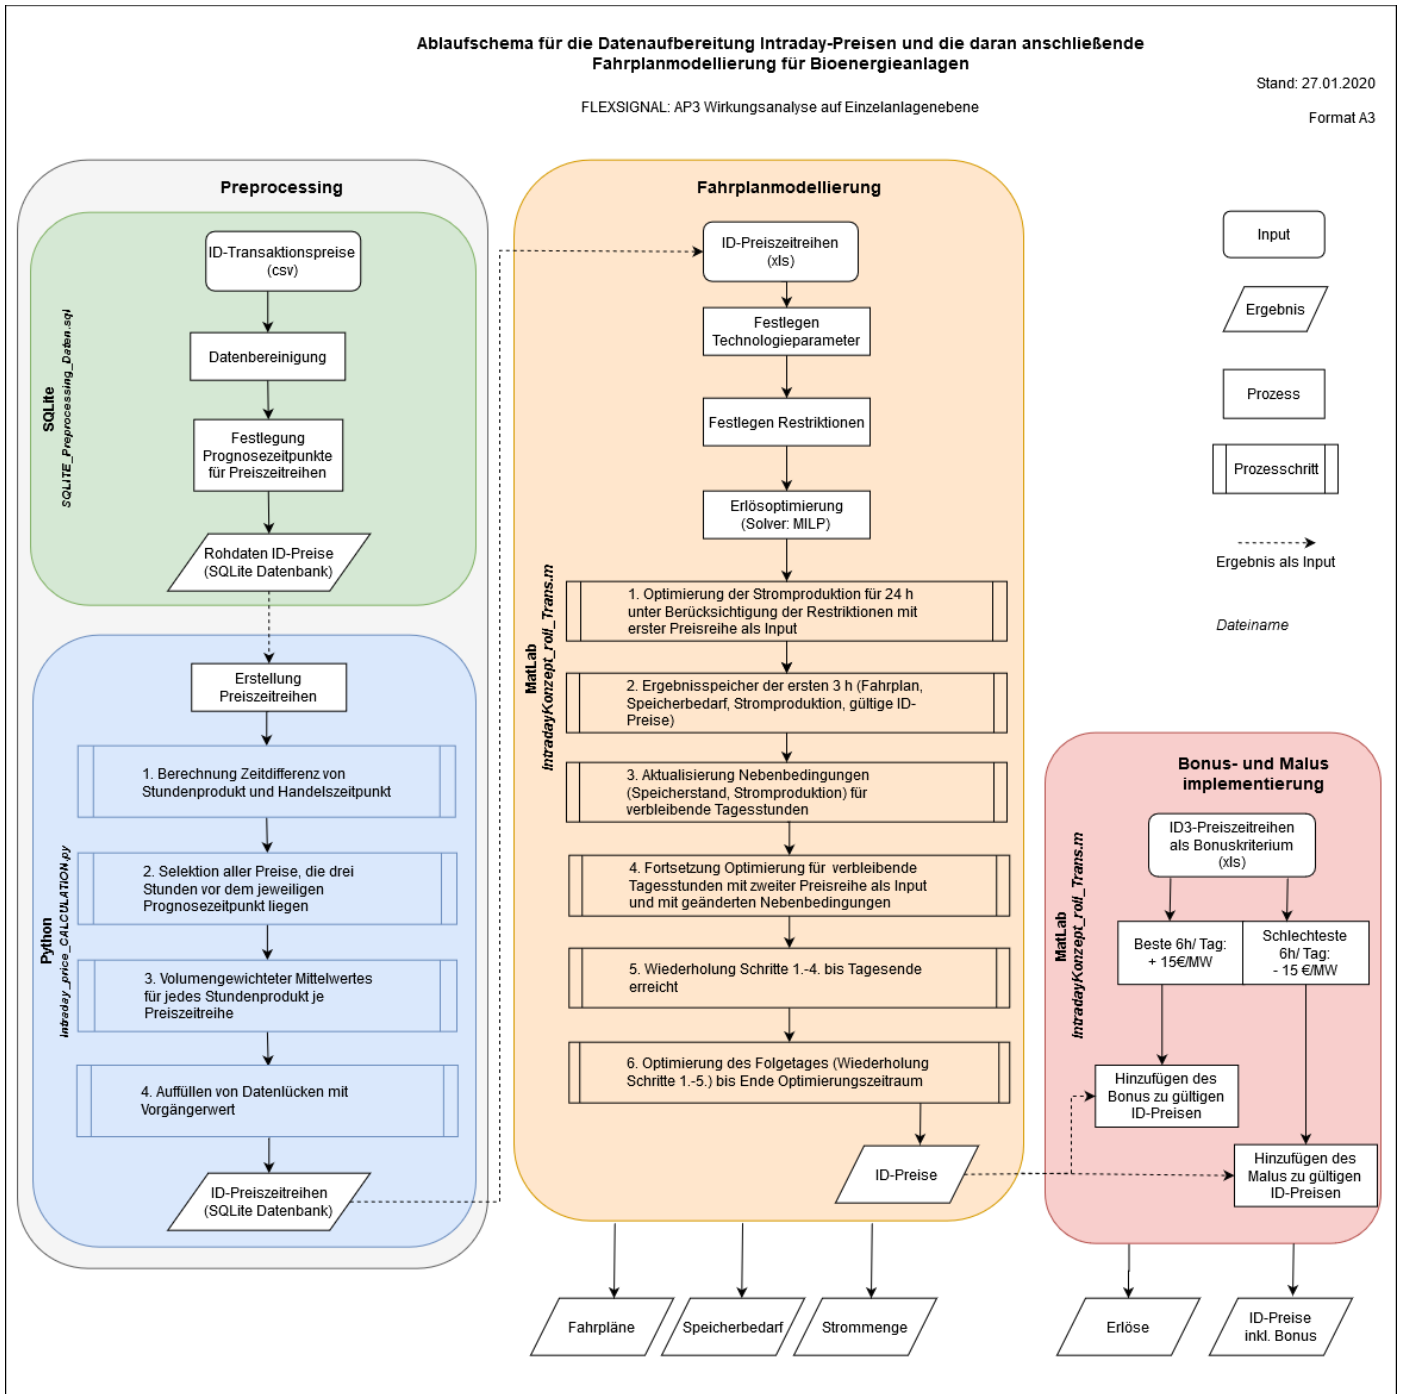 Ablaufschema für die Datenaufbereitung Intraday-Preisen und die daran anschließende
Fahrplanmodellierung für Bioenergieanlagen
FLEXSIGNAL: AP3 Wirkungsanalyse auf Einzelanlagenebene
Stand: 27.01.2020
Format A3
Preprocessing
SQLite
SQLITE_Preprocessing_Daten.sql
ID-Transaktionspreise
(csv)
Datenbereinigung
Festlegung
Prognosezeitpunkte
für Preiszeitreihen
Rohdaten ID-Preise
(SQLite Datenbank)
Python
Intraday_price_CALCULATION.py
Erstellung
Preiszeitreihen
1. Berechnung Zeitdifferenz von
Stundenprodukt und Handelszeitpunkt
2. Selektion aller Preise, die drei
Stunden vor dem jeweiligen
Prognosezeitpunkt liegen
3. Volumengewichteter Mittelwertes
für jedes Stundenprodukt je
Preiszeitreihe
4. Auffüllen von Datenlücken mit
Vorgängerwert
ID-Preiszeitreihen
(SQLite Datenbank)
Fahrplanmodellierung
MatLab
IntradayKonzept_roll_Trans.m
ID-Preiszeitreihen
(xls)
Festlegen
Technologieparameter
Festlegen Restriktionen
Erlösoptimierung
(Solver: MILP)
1. Optimierung der Stromproduktion für 24 h
unter Berücksichtigung der Restriktionen mit
erster Preisreihe als Input
2. Ergebnisspeicher der ersten 3 h (Fahrplan,
Speicherbedarf, Stromproduktion, gültige ID-
Preise)
3. Aktualisierung Nebenbedingungen
(Speicherstand, Stromproduktion) für
verbleibende Tagesstunden
4. Fortsetzung Optimierung für verbleibende
Tagesstunden mit zweiter Preisreihe als Input
und mit geänderten Nebenbedingungen
5. Wiederholung Schritte 1.-4. bis Tagesende
erreicht
6. Optimierung des Folgetages (Wiederholung
Schritte 1.-5.) bis Ende Optimierungszeitraum
ID-Preise
Fahrpläne
Speicherbedarf
Strommenge
Input
Ergebnis
Prozess
Prozesschritt
Ergebnis als Input
Dateiname
Bonus- und Malus
implementierung
MatLab
IntradayKonzept_roll_Trans.m
ID3-Preiszeitreihen
als Bonuskriterium
(xls)
Beste 6h/ Tag:
+ 15€/MW
Schlechteste
6h/ Tag:
- 15 €/MW
Hinzufügen des
Bonus zu gültigen
ID-Preisen
Hinzufügen des
Malus zu gültigen
ID-Preisen
Erlöse
ID-Preise
inkl. Bonus